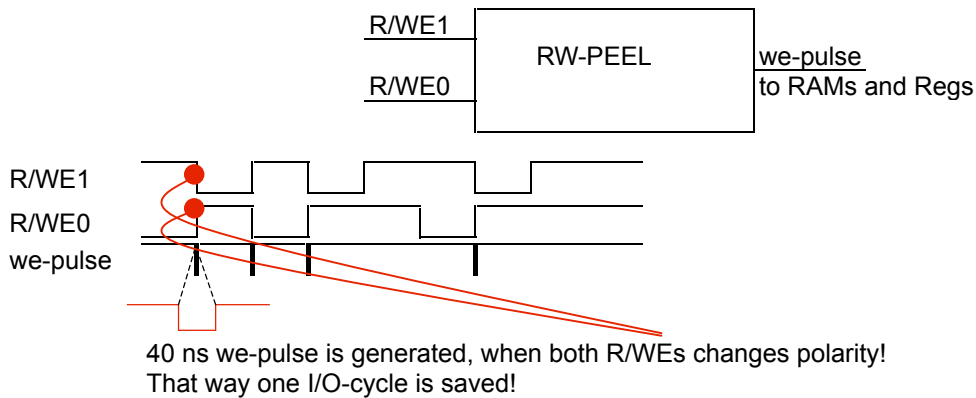 R/WE1
RW-PEEL
we-pulse
R/WE0
to RAMs and Regs
R/WE1
R/WE0
we-pulse
40 ns we-pulse is generated, when both R/WEs changes polarity!
That way one I/O-cycle is saved!